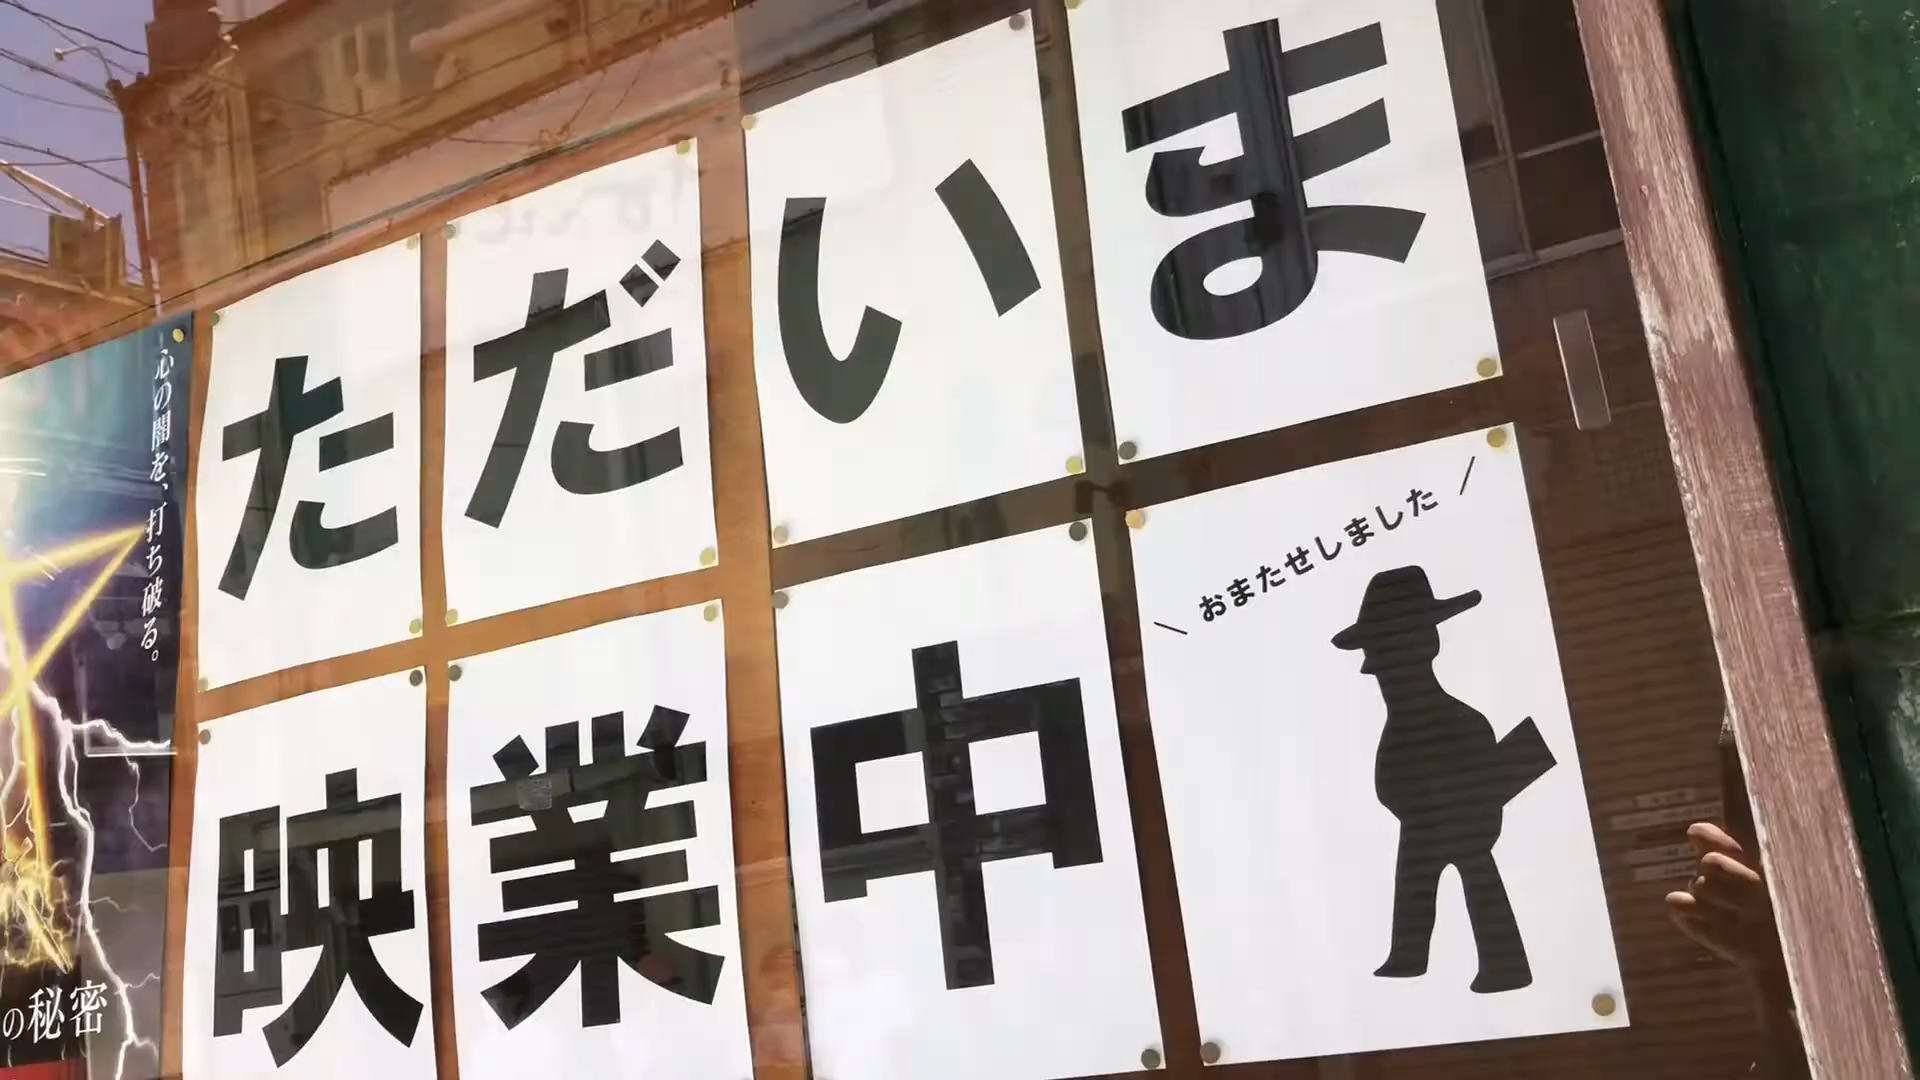 ただいま
映業中
おまたせしました
心の闇を、打ち破る。
の秘密